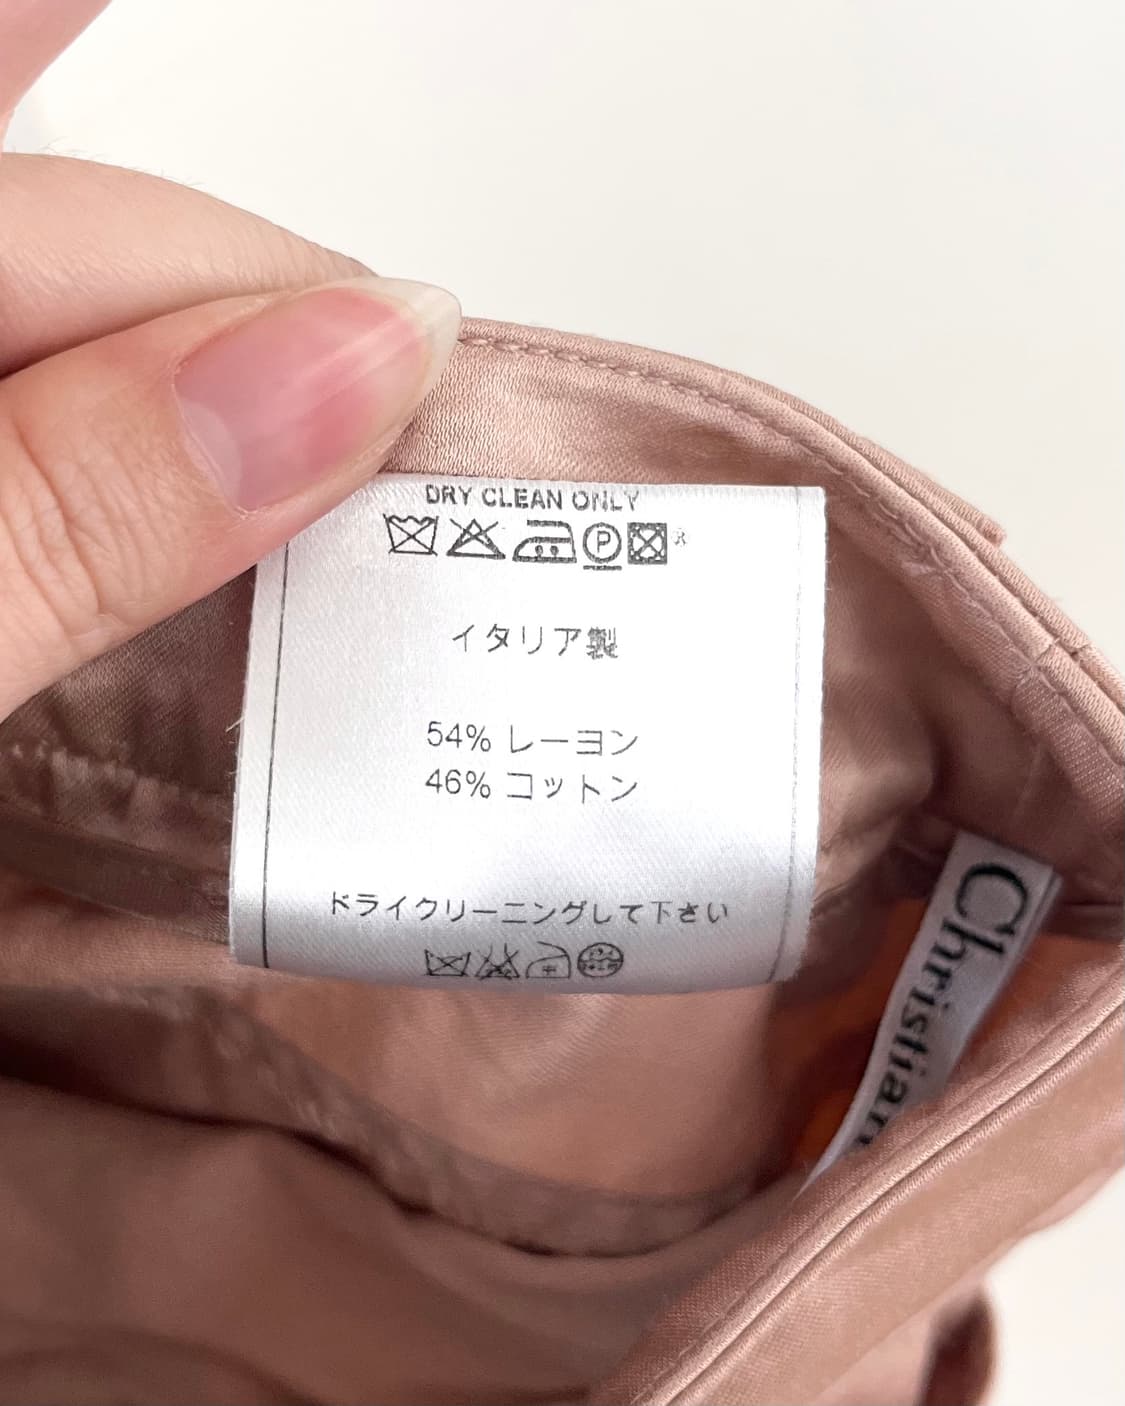 DRY CLEAN ONLY
P
イタリア製
54% レーヨン
46% コットン
ドライクリーニングして下さい
Christian